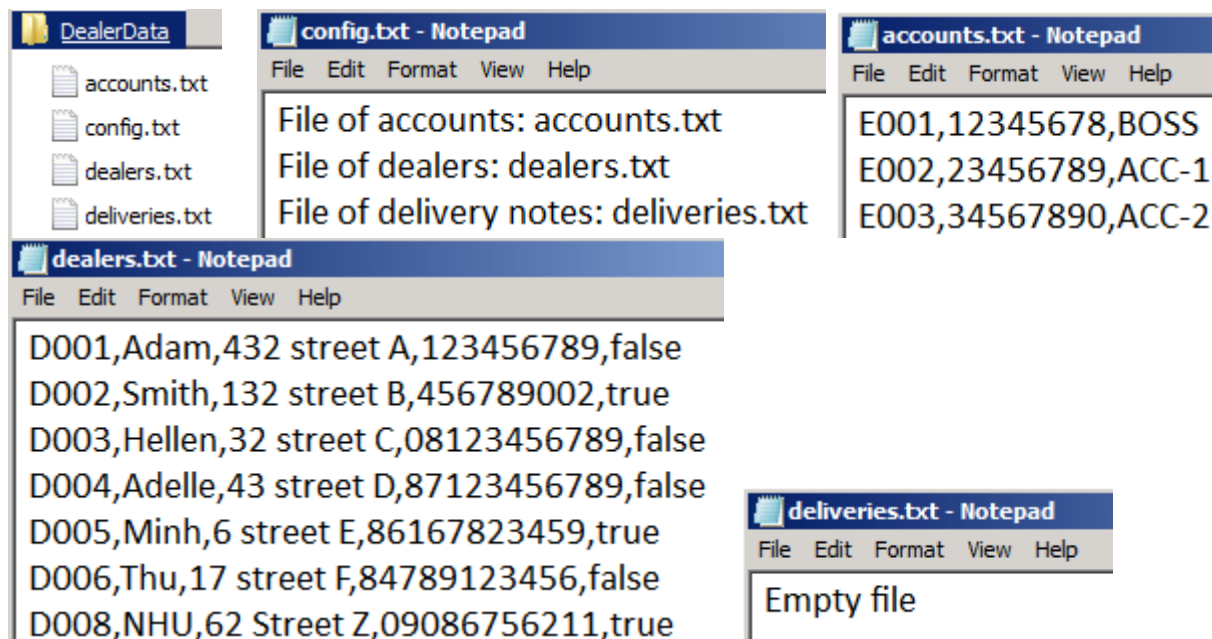 DealerData
accounts.txt
config.txt
dealers.txt
deliveries.txt
config.txt - Notepad
File Edit Format View Help
File of accounts: accounts.txt
File of dealers: dealers.txt
File of delivery notes: deliveries.txt
accounts.txt - Notepad
File Edit Format View Help
E001,12345678,BOSS
E002,23456789,ACC-1
E003,34567890,ACC-2
dealers.txt - Notepad
File Edit Format View Help
D001,Adam,432 street A,123456789,false
D002,Smith,132 street B,456789002,true
D003,Hellen,32 street C,08123456789,false
D004,Adelle,43 street D,87123456789,false
D005,Minh,6 street E,86167823459,true
D006,Thu,17 street F,84789123456,false
D008,NHU,62 Street Z,09086756211,true
deliveries.txt - Notepad
File Edit Format View Help
Empty file